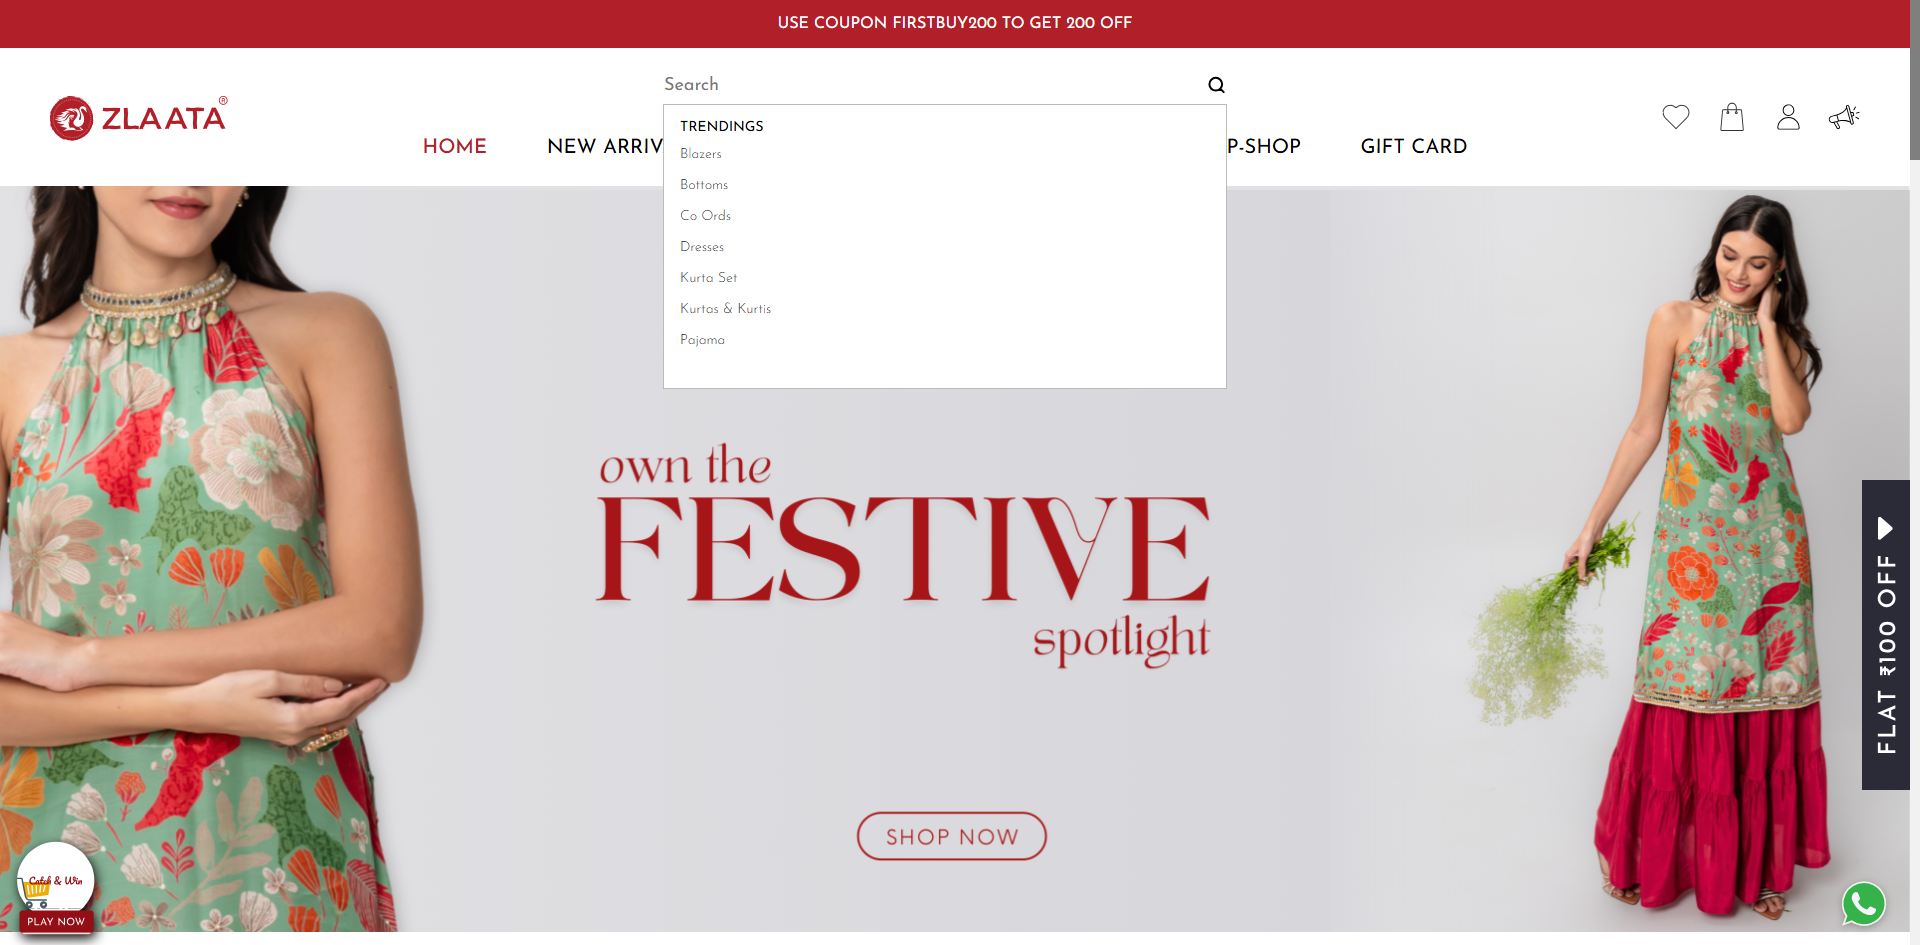 USE COUPON FIRSTBUY200 TO GET 200 OFF
Search
ZLAATA®
TRENDINGS
HOME
NEW ARRIV
P-SHOP
GIFT CARD
Blazers
Bottoms
Co Ords
Dresses
Kurta Set
Kurtas & Kurtis
Pajama
own the
FESTIVE
spotlight
FLAT ₹100 OFF
SHOP NOW
Catch & Win
PLAY NOW